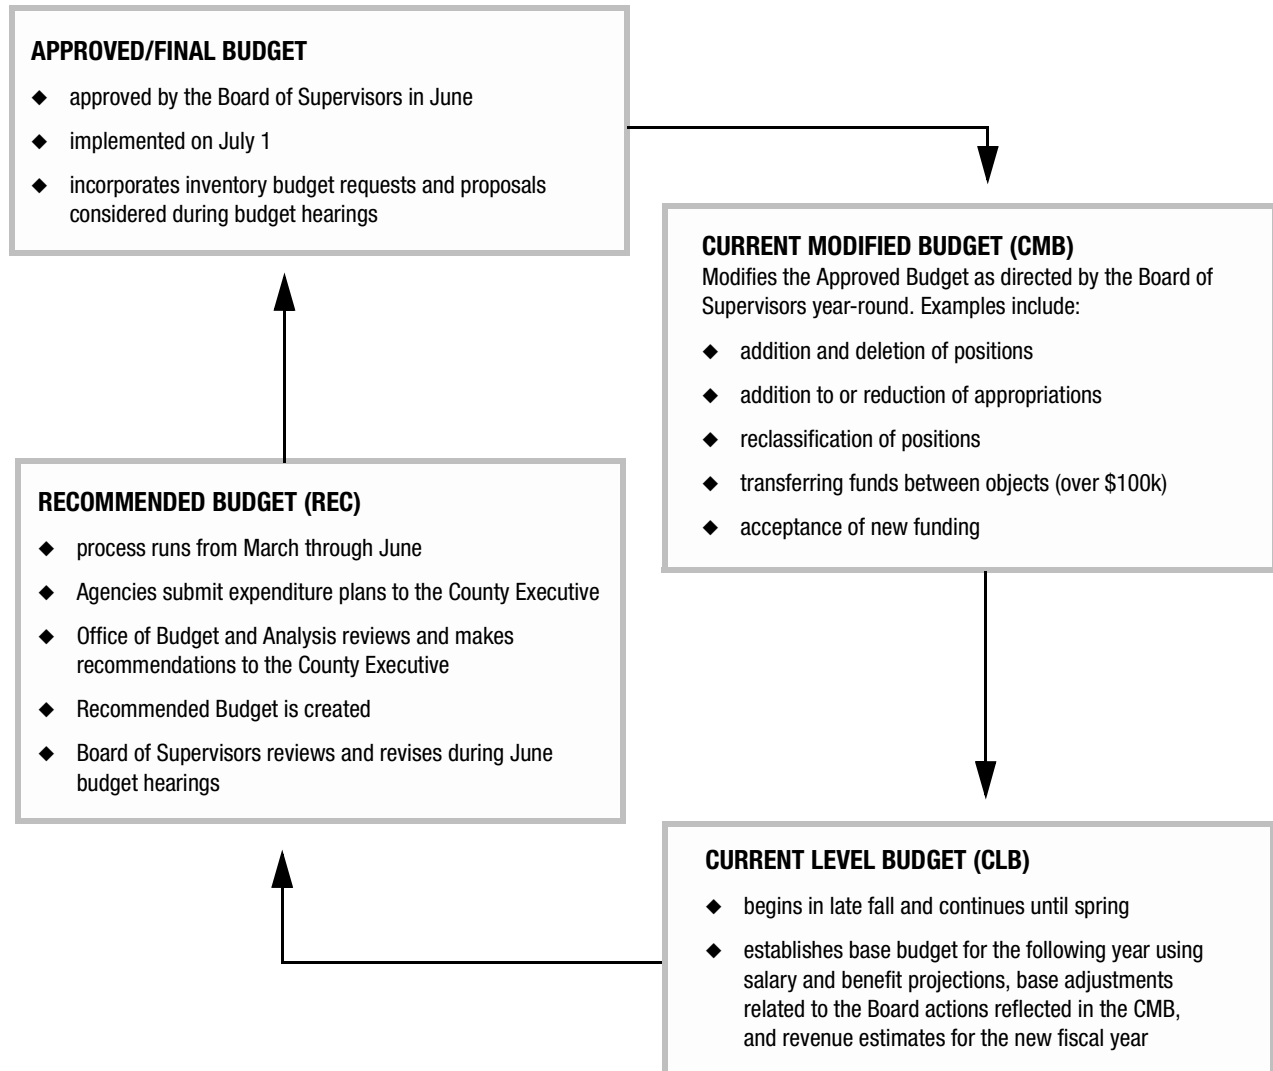 APPROVED/FINAL BUDGET
◆ approved by the Board of Supervisors in June
◆ implemented on July 1
◆ incorporates inventory budget requests and proposals
considered during budget hearings
CURRENT MODIFIED BUDGET (CMB)
Modifies the Approved Budget as directed by the Board of
Supervisors year-round. Examples include:
◆ addition and deletion of positions
◆ addition to or reduction of appropriations
◆ reclassification of positions
◆ transferring funds between objects (over $100k)
◆ acceptance of new funding
RECOMMENDED BUDGET (REC)
◆ process runs from March through June
◆ Agencies submit expenditure plans to the County Executive
◆ Office of Budget and Analysis reviews and makes
recommendations to the County Executive
◆ Recommended Budget is created
◆ Board of Supervisors reviews and revises during June
budget hearings
CURRENT LEVEL BUDGET (CLB)
◆ begins in late fall and continues until spring
◆ establishes base budget for the following year using
salary and benefit projections, base adjustments
related to the Board actions reflected in the CMB,
and revenue estimates for the new fiscal year